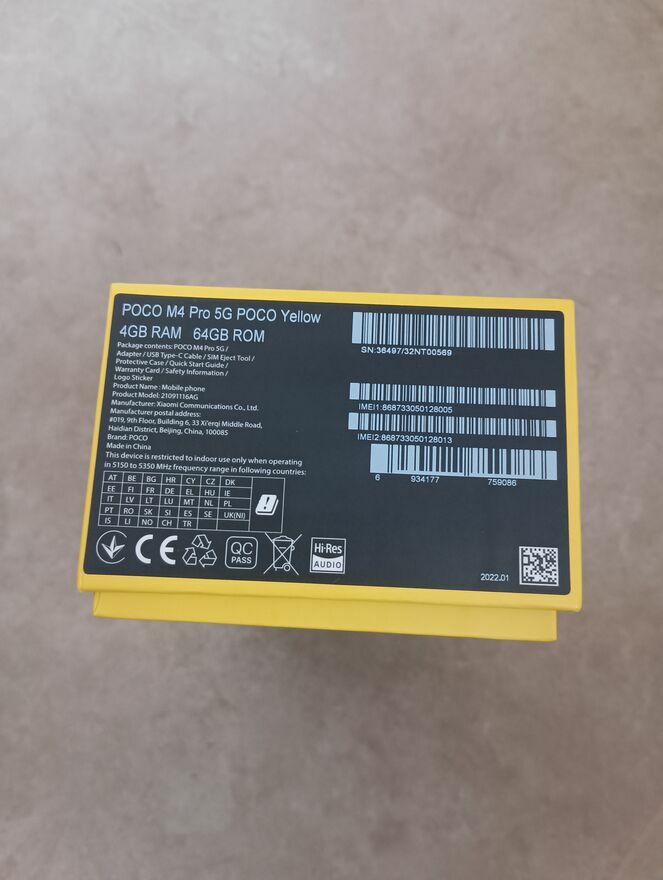 POCO M4 Pro 5G POCO Yellow
4GB RAM 64GB ROM
Package contents: POCO M4 Pro 5G /
Adapter / USB Type-C Cable / SIM Eject Tool /
Protective Case / Quick Start Guide /
Warranty Card / Safety Information /
Logo Sticker
Product Name : Mobile phone
Product Model: 21091116AG
Manufacturer: Xiaomi Communications Co., Ltd.
Manufacturer postal address:
#019, 9th Floor, Building 6, 33 Xi'erqi Middle Road,
Haidian District, Beijing, China, 100085
Brand: POCO
Made in China
This device is restricted to indoor use only when operating
in 5150 to 5350 MHz frequency range in following countries:
AT BE BG HR CY CZ DK
EE FI FR DE EL HU IE
IT LV LT LU MT NL PL
PT RO SK SI ES SE UK(NI)
IS LI NO CH TR
CE
QC
PASS
Hi-Res
AUDIO
SN:36497/32NT00569
IMEI1:868733050128005
IMEI2:868733050128013
6 934177 759086
2022.01